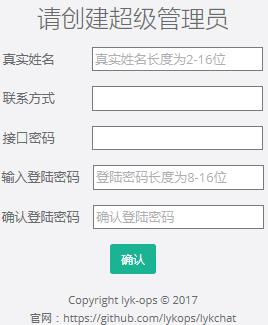 请创建超级管理员
真实姓名 真实姓名长度为2-16位
联系方式
接口密码
输入登陆密码 登陆密码长度为8-16位
确认登陆密码 确认登陆密码
确认
Copyright lyk-ops © 2017
官网：https://github.com/lykops/lykchat